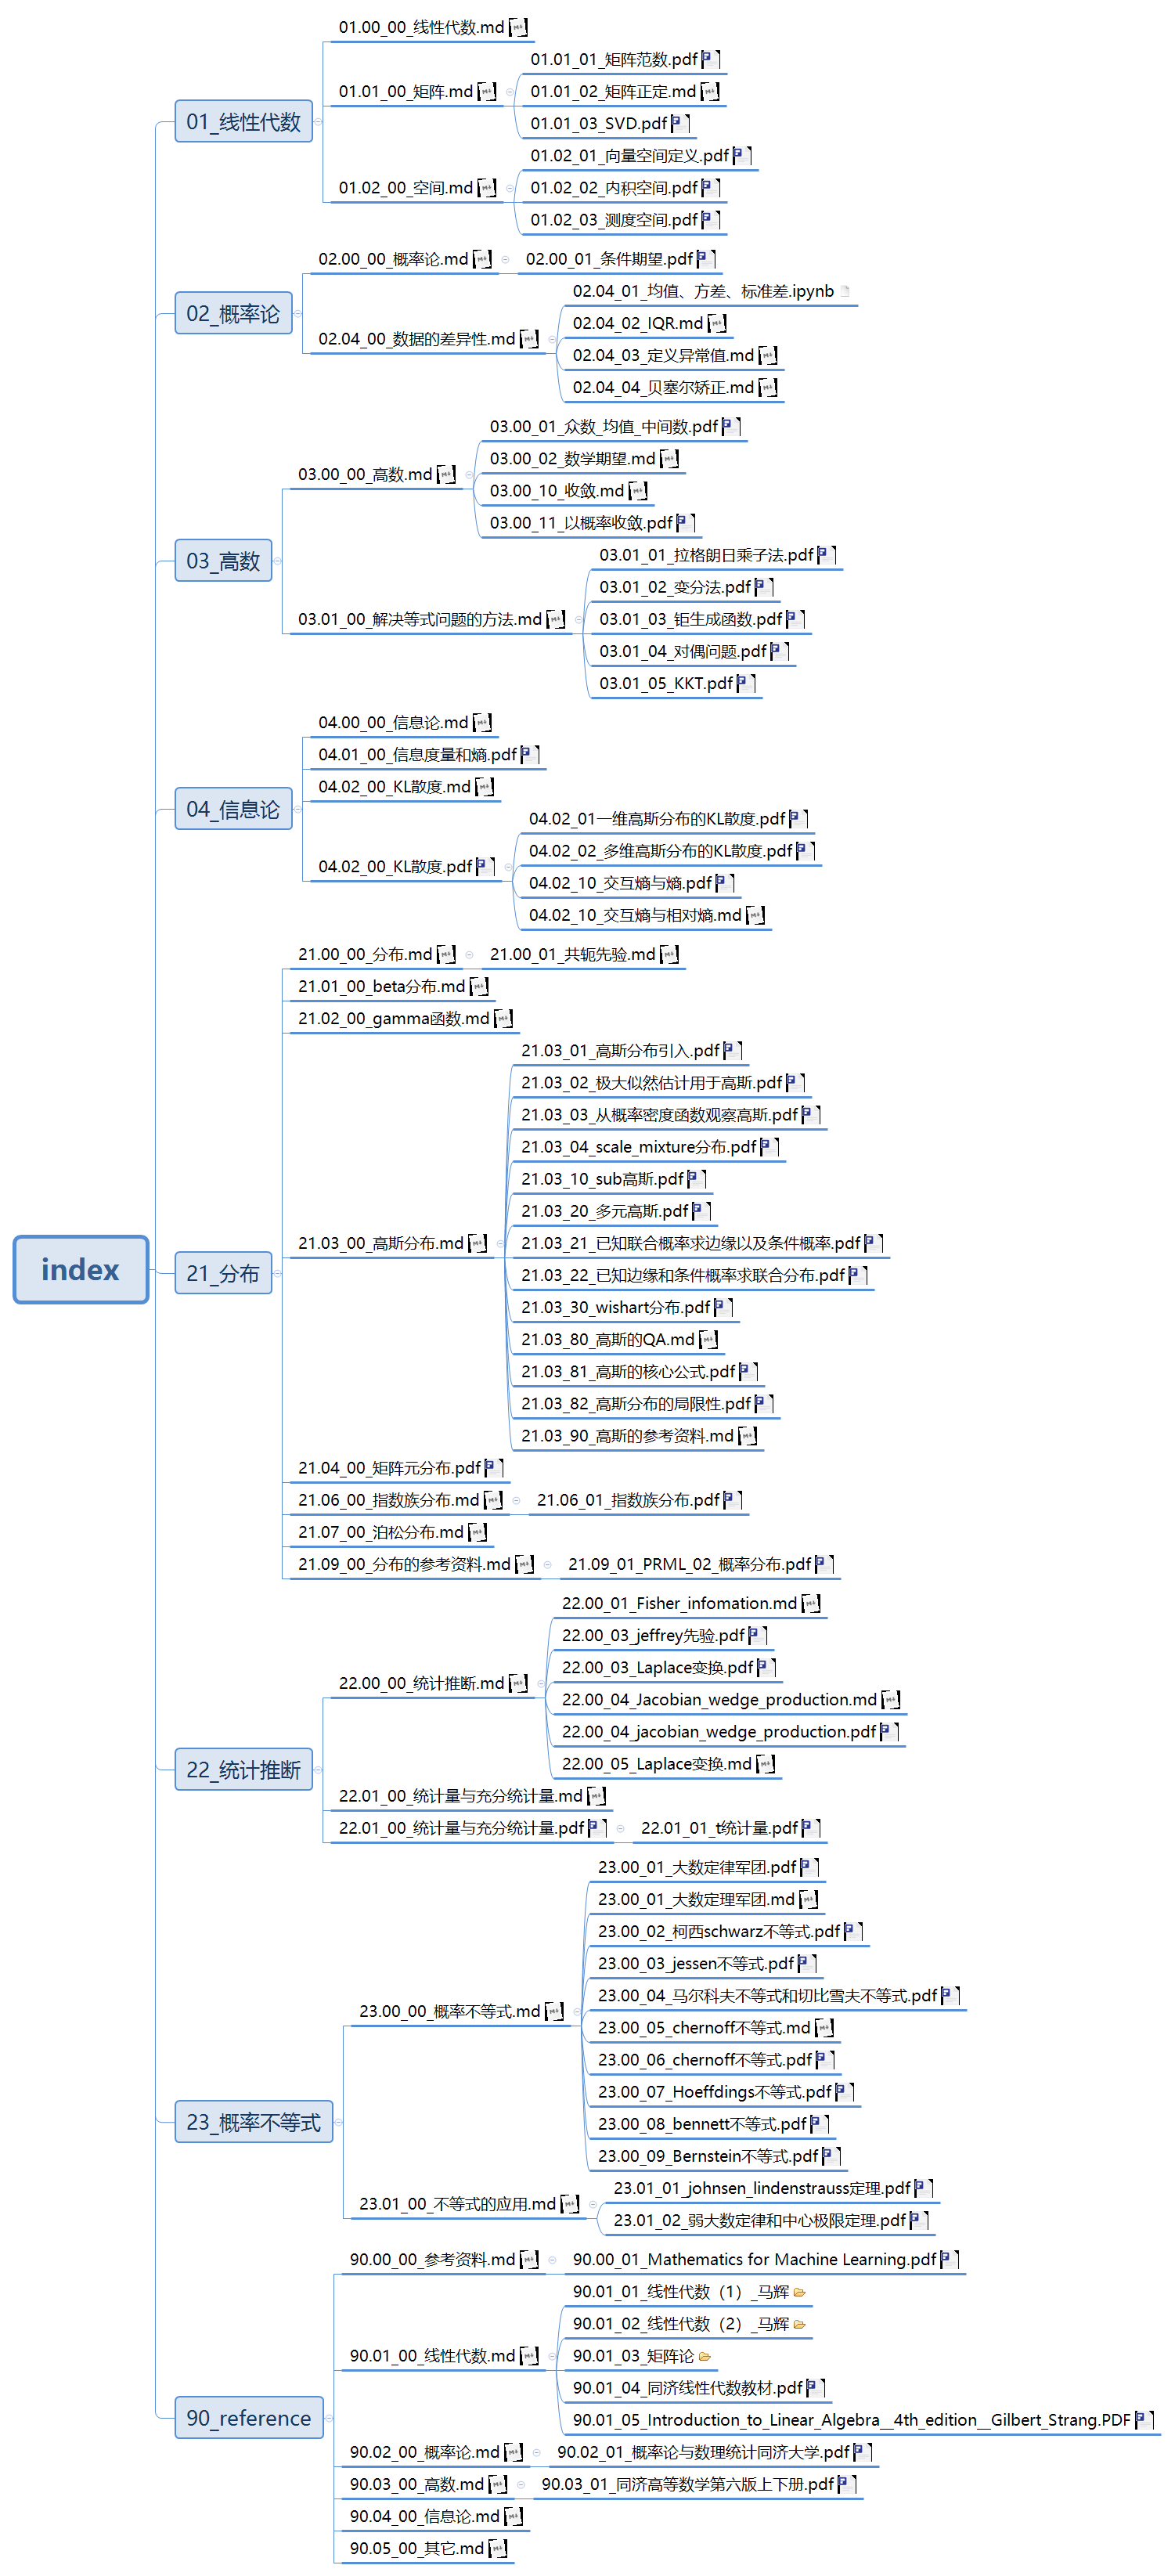 index
01_线性代数
01.00_00_线性代数.md
01.01_00_矩阵.md
01.01_01_矩阵范数.pdf
01.01_02_矩阵正定.md
01.01_03_SVD.pdf
01.02_00_空间.md
01.02_01_向量空间定义.pdf
01.02_02_内积空间.pdf
01.02_03_测度空间.pdf
02_概率论
02.00_00_概率论.md
02.00_01_条件期望.pdf
02.04_00_数据的差异性.md
02.04_01_均值、方差、标准差.ipynb
02.04_02_IQR.md
02.04_03_定义异常值.md
02.04_04_贝塞尔矫正.md
03_高数
03.00_00_高数.md
03.00_01_众数_均值_中间数.pdf
03.00_02_数学期望.md
03.00_10_收敛.md
03.00_11_以概率收敛.pdf
03.01_00_解决等式问题的方法.md
03.01_01_拉格朗日乘子法.pdf
03.01_02_变分法.pdf
03.01_03_钜生成函数.pdf
03.01_04_对偶问题.pdf
03.01_05_KKT.pdf
04_信息论
04.00_00_信息论.md
04.01_00_信息度量和熵.pdf
04.02_00_KL散度.md
04.02_00_KL散度.pdf
04.02_01一维高斯分布的KL散度.pdf
04.02_02_多维高斯分布的KL散度.pdf
04.02_10_交互熵与熵.pdf
04.02_10_交互熵与相对熵.md
21_分布
21.00_00_分布.md
21.00_01_共轭先验.md
21.01_00_beta分布.md
21.02_00_gamma函数.md
21.03_00_高斯分布.md
21.03_01_高斯分布引入.pdf
21.03_02_极大似然估计用于高斯.pdf
21.03_03_从概率密度函数观察高斯.pdf
21.03_04_scale_mixture分布.pdf
21.03_10_sub高斯.pdf
21.03_20_多元高斯.pdf
21.03_21_已知联合概率求边缘以及条件概率.pdf
21.03_22_已知边缘和条件概率求联合分布.pdf
21.03_30_wishart分布.pdf
21.03_80_高斯的QA.md
21.03_81_高斯的核心公式.pdf
21.03_82_高斯分布的局限性.pdf
21.03_90_高斯的参考资料.md
21.04_00_矩阵元分布.pdf
21.06_00_指数族分布.md
21.06_01_指数族分布.pdf
21.07_00_泊松分布.md
21.09_00_分布的参考资料.md
21.09_01_PRML_02_概率分布.pdf
22_统计推断
22.00_00_统计推断.md
22.00_01_Fisher_infomation.md
22.00_03_jeffrey先验.pdf
22.00_03_Laplace变换.pdf
22.00_04_Jacobian_wedge_production.md
22.00_04_jacobian_wedge_production.pdf
22.00_05_Laplace变换.md
22.01_00_统计量与充分统计量.md
22.01_00_统计量与充分统计量.pdf
22.01_01_t统计量.pdf
23_概率不等式
23.00_00_概率不等式.md
23.00_01_大数定律军团.pdf
23.00_01_大数定理军团.md
23.00_02_柯西schwarz不等式.pdf
23.00_03_jessen不等式.pdf
23.00_04_马尔科夫不等式和切比雪夫不等式.pdf
23.00_05_chernoff不等式.md
23.00_06_chernoff不等式.pdf
23.00_07_Hoeffdings不等式.pdf
23.00_08_bennett不等式.pdf
23.00_09_Bernstein不等式.pdf
23.01_00_不等式的应用.md
23.01_01_johnsen_lindenstrauss定理.pdf
23.01_02_弱大数定律和中心极限定理.pdf
90_reference
90.00_00_参考资料.md
90.00_01_Mathematics for Machine Learning.pdf
90.01_00_线性代数.md
90.01_01_线性代数（1）_马辉
90.01_02_线性代数（2）_马辉
90.01_03_矩阵论
90.01_04_同济线性代数教材.pdf
90.01_05_Introduction_to_Linear_Algebra__4th_edition__Gilbert_Strang.PDF
90.02_00_概率论.md
90.02_01_概率论与数理统计同济大学.pdf
90.03_00_高数.md
90.03_01_同济高等数学第六版上下册.pdf
90.04_00_信息论.md
90.05_00_其它.md